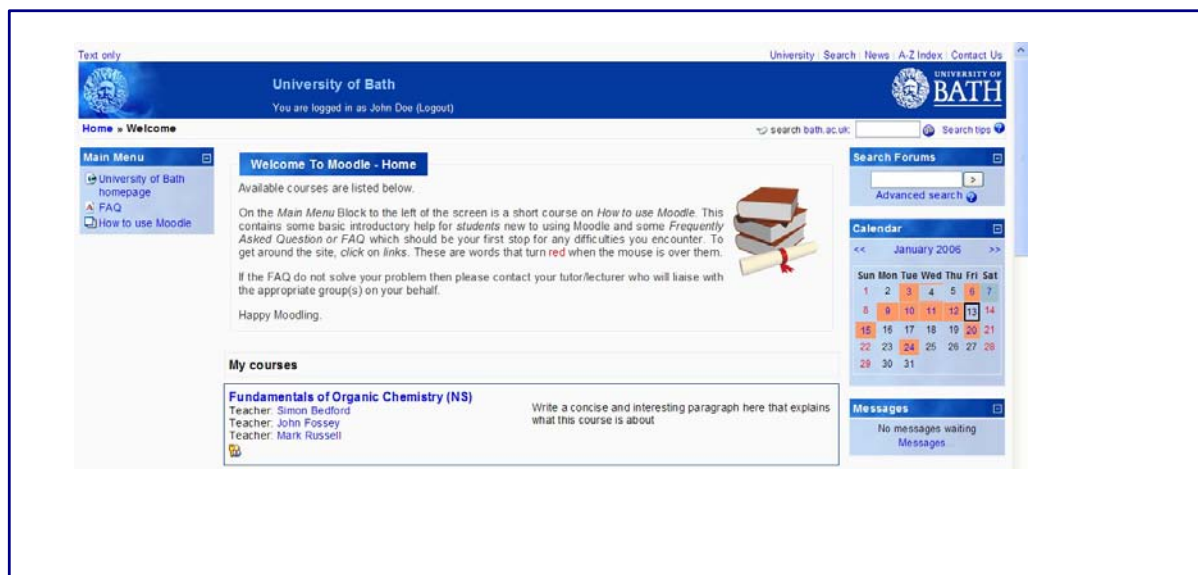 Text only
University Search News A-Z Index Contact Us
University of Bath
You are logged in as John Doe (Logout)
UNIVERSITY OF
BATH
Home » Welcome
search bath.ac.uk:
Search tips
Main Menu
University of Bath
homepage
FAQ
How to use Moodle
Welcome To Moodle - Home
Available courses are listed below.
On the Main Menu Block to the left of the screen is a short course on How to use Moodle. This
contains some basic introductory help for students new to using Moodle and some Frequently
Asked Question or FAQ which should be your first stop for any difficulties you encounter. To
get around the site, click on links. These are words that turn red when the mouse is over them.
If the FAQ do not solve your problem then please contact your tutor/lecturer who will liaise with
the appropriate group(s) on your behalf.
Happy Moodling.
My courses
Fundamentals of Organic Chemistry (NS)
Teacher: Simon Bedford
Teacher: John Fossey
Teacher: Mark Russell
Write a concise and interesting paragraph here that explains
what this course is about
Search Forums
>
Advanced search
Calendar
<< January 2006 >>
Sun Mon Tue Wed Thu Fri Sat
1 2 3 4 5 6 7
8 9 10 11 12 13 14
15 16 17 18 19 20 21
22 23 24 25 26 27 28
29 30 31
Messages
No messages waiting
Messages...